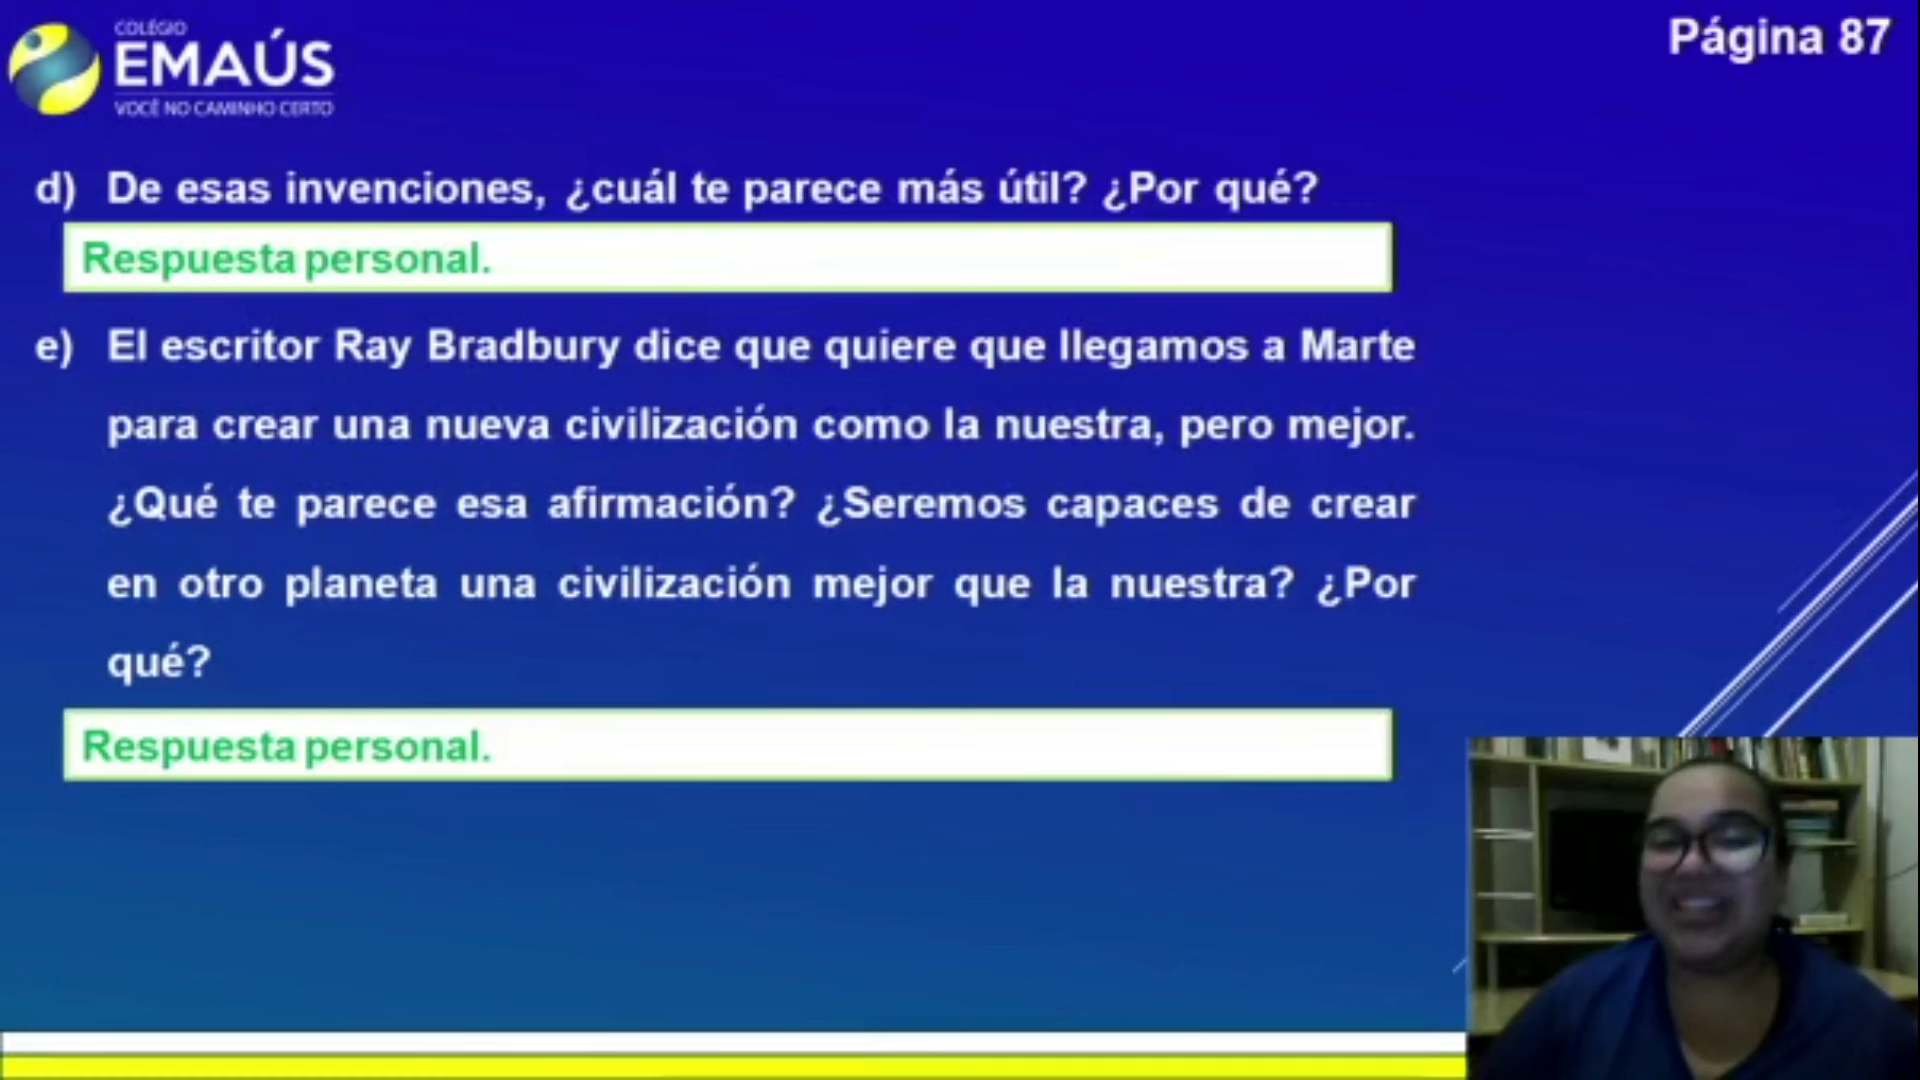 COLÉGIO
EMAÚS
VOCÊ NO CAMINHO CERTO
Página 87
d) De esas invenciones, ¿cuál te parece más útil? ¿Por qué?
Respuesta personal.
e) El escritor Ray Bradbury dice que quiere que llegamos a Marte
para crear una nueva civilización como la nuestra, pero mejor.
¿Qué te parece esa afirmación? ¿Seremos capaces de crear
en otro planeta una civilización mejor que la nuestra? ¿Por
qué?
Respuesta personal.